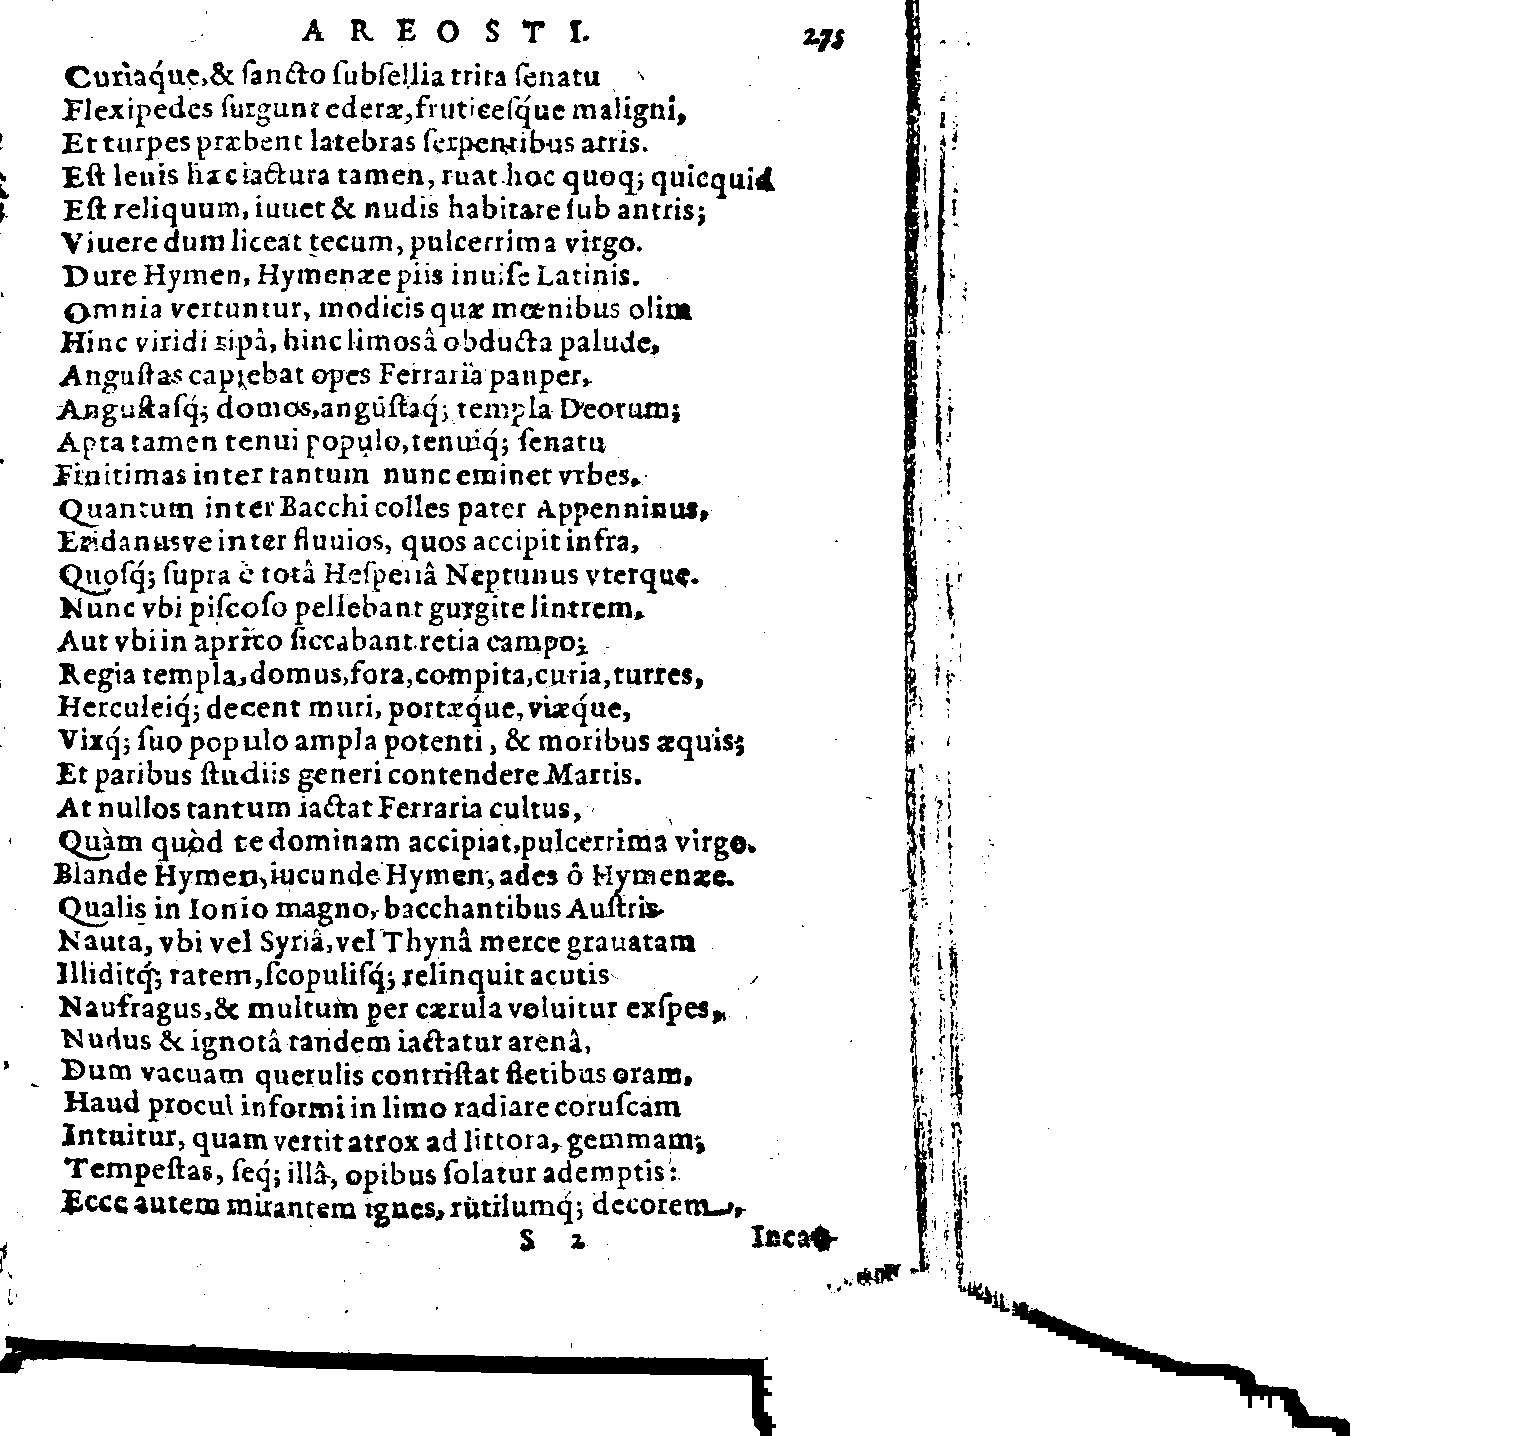 AREOSTI. 275
Curiaq́ue,& ſancto ſubſellia trita ſenatu
Flexipedes ſurgunt ederæ,fruticeſq́ue maligni,
Et turpes præbent latebras ſerpentibus atris.
Eſt leuis hæc iactura tamen, ruat hoc quoq; quicquid
Eſt reliquum, iuuet & nudis habitare ſub antris;
Viuere dum liceat tecum, pulcerrima virgo.
Dure Hymen, Hymenæe piis inuiſe Latinis.
Omnia vertuntur, modicis quæ mœnibus olim
Hinc viridi ripâ, hinc limosâ obducta palude,
Anguſtas capiebat opes Ferraria pauper,
Anguſtaſq́; domos,anguſtaq́; templa Deorum;
Apta tamen tenui populo,tenuiq́; ſenatu
Finitimas inter tantum nunc eminet vrbes,
Quantum inter Bacchi colles pater Appenninus,
Eridanusve inter fluuios, quos accipit infra,
Quoſq́; ſupra è totâ Heſperiâ Neptunus vterque.
Nunc vbi piſcoſo pellebant gurgite lintrem,
Aut vbi in aprico ſiccabant retia campo;
Regia templa,domus,fora,compita,curia,turres,
Herculeiq́; decent muri, portæq́ue, viæq́ue,
Vixq́; ſuo populo ampla potenti, & moribus æquis;
Et paribus ſtudiis generi contendere Martis.
At nullos tantum iactat Ferraria cultus,
Quàm quòd te dominam accipiat,pulcerrima virgo.
Blande Hymen,iucunde Hymen, ades ô Hymenæe.
Qualis in Ionio magno, bacchantibus Auſtris
Nauta, vbi vel Syriâ,vel Thynâ merce grauatam
Illiditq́; ratem,ſcopuliſq́; relinquit acutis
Naufragus,& multum per cærula voluitur exſpes,
Nudus & ignotâ tandem iactatur arenâ,
Dum vacuam querulis contriſtat fletibus oram,
Haud procul informi in limo radiare coruſcam
Intuitur, quam vertit atrox ad littora, gemmam;
Tempeſtas, ſeq́; illâ, opibus ſolatur ademptis:
Ecce autem mirantem ignes, rutilumq́; decorem,
S 2 Inca-